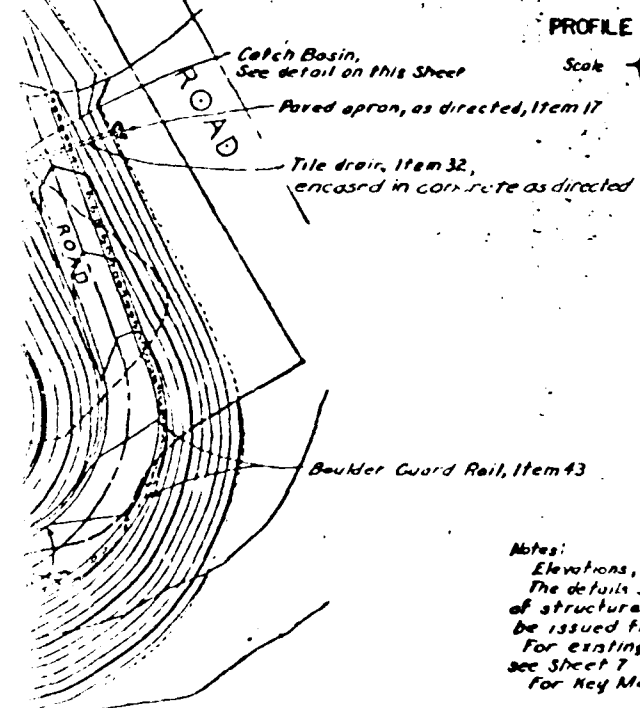 PROFILE
Scale
Catch Basin,
See detail on this Sheet
ROAD
Paved apron, as directed, Item 17
Tile drain, Item 32,
encased in concrete as directed
ROAD
Boulder Guard Rail, Item 43
Notes:
Elevations,
The details
of structure
be issued
For existing
see Sheet 7
For Key